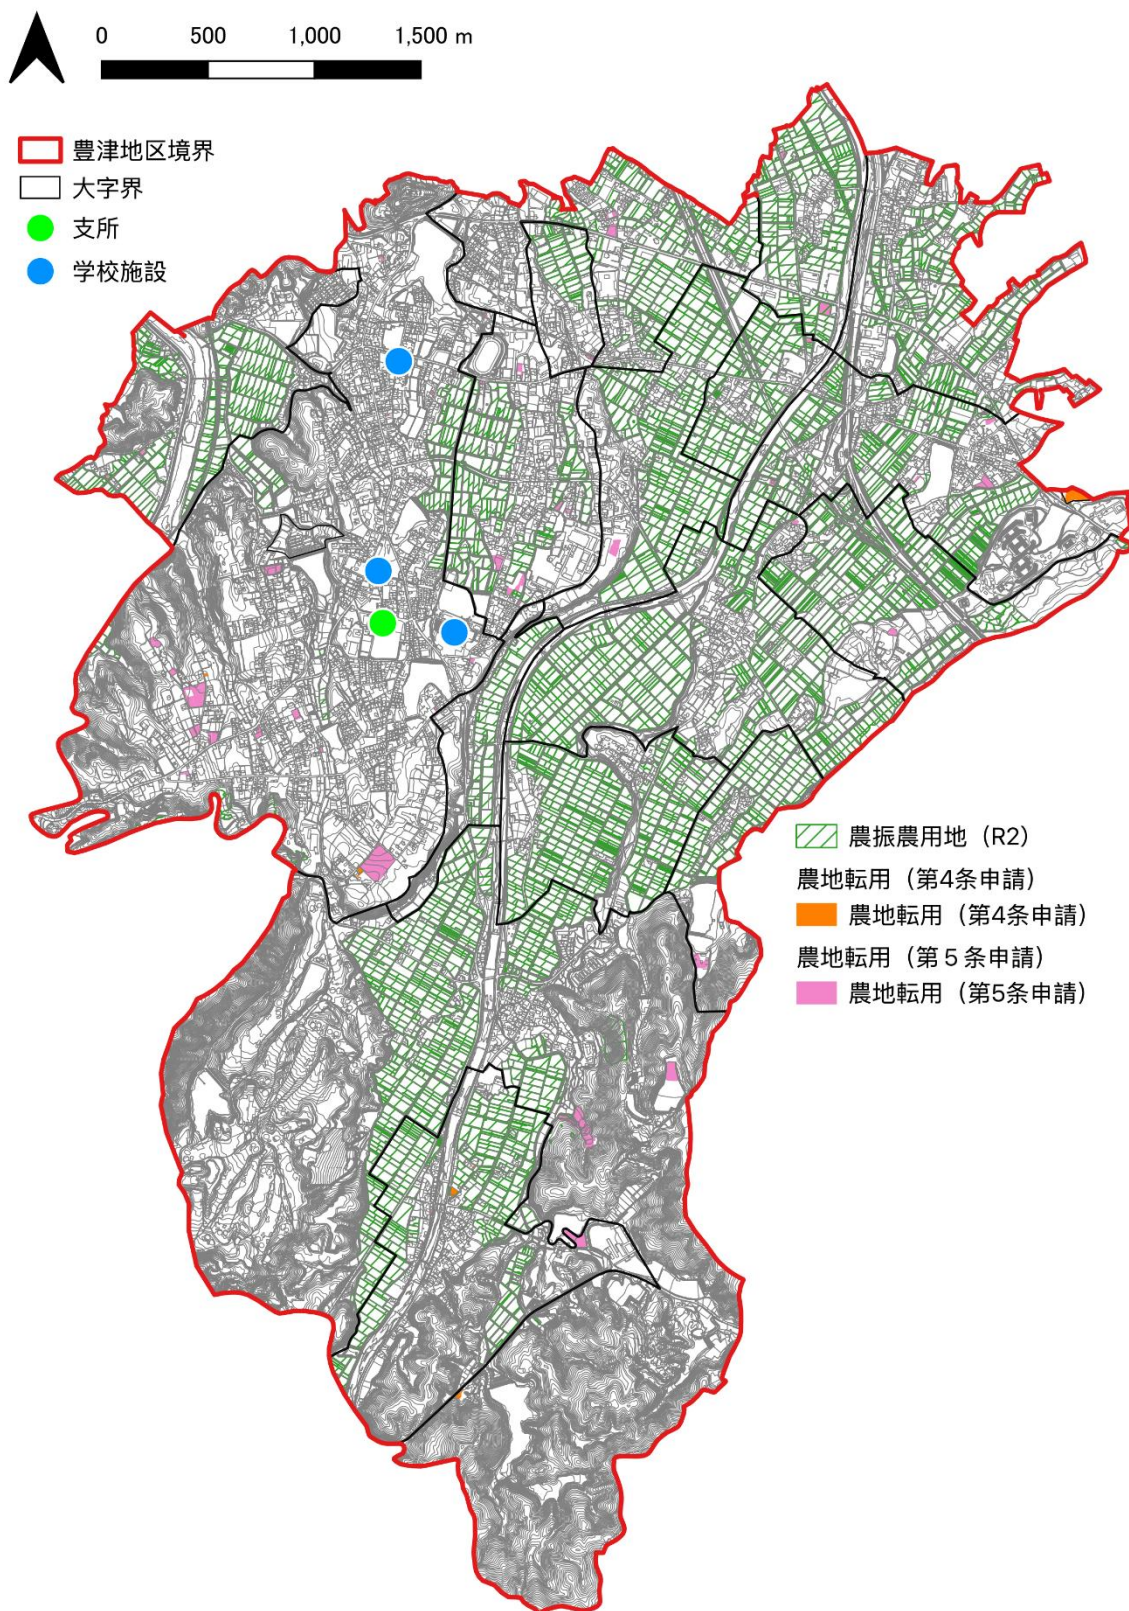 0 500 1,000 1,500 m
豊津地区境界
大字界
支所
学校施設
農振農用地（R2）
農地転用（第4条申請）
農地転用（第4条申請）
農地転用（第５条申請）
農地転用（第5条申請）